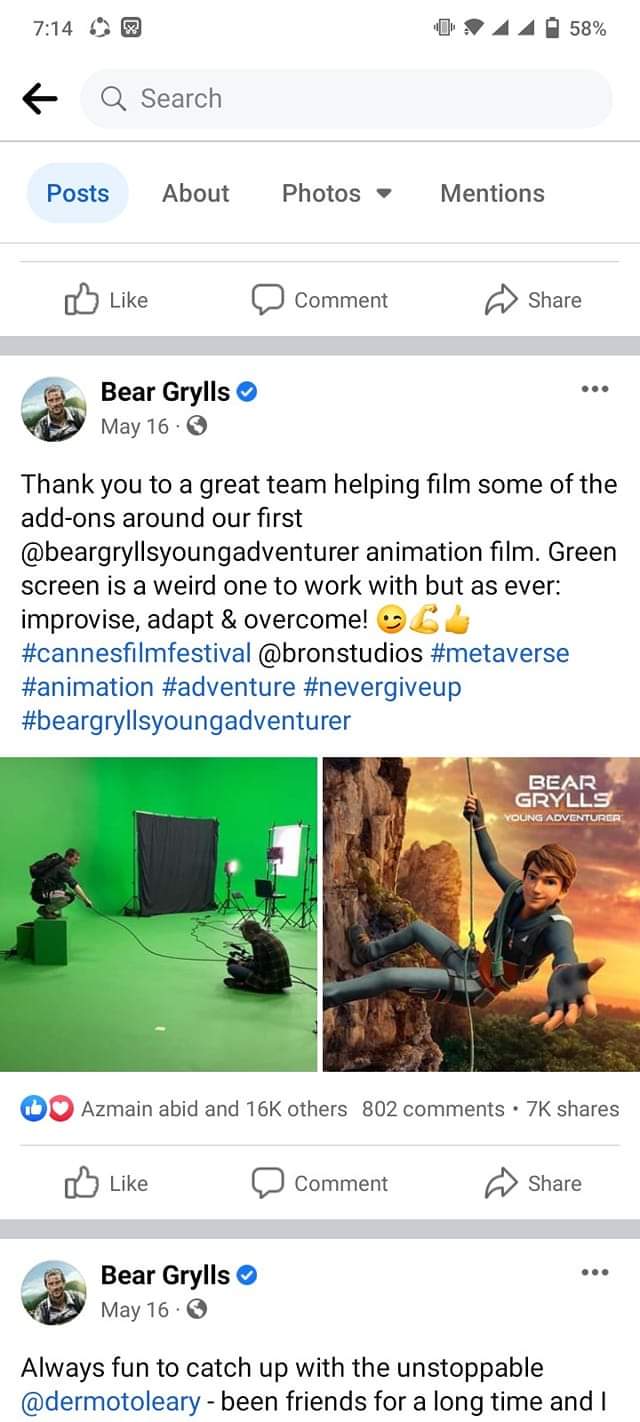 7:14
58%
Search
Posts
About
Photos
Mentions
Like
Comment
Share
Bear Grylls
May 16 ·
Thank you to a great team helping film some of the
add-ons around our first
@beargryllsyoungadventurer animation film. Green
screen is a weird one to work with but as ever:
improvise, adapt & overcome! 😉💪👍
#cannesfilmfestival @bronstudios #metaverse
#animation #adventure #nevergiveup
#beargryllsyoungadventurer
BEAR
GRYLLS
YOUNG ADVENTURER
Azmain abid and 16K others 802 comments • 7K shares
Like
Comment
Share
Bear Grylls
May 16 ·
Always fun to catch up with the unstoppable
@dermotoleary - been friends for a long time and I